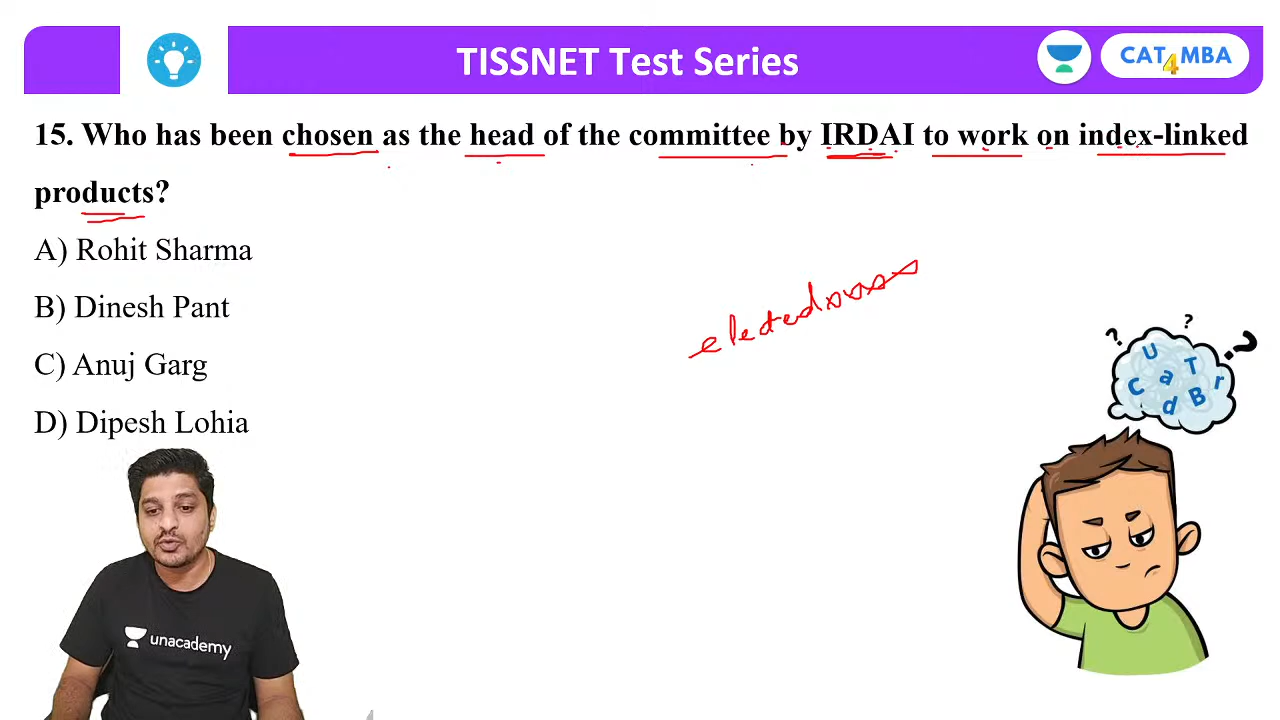 TISSNET Test Series
CAT4MBA
15. Who has been chosen as the head of the committee by IRDAI to work on index-linked
products?
A) Rohit Sharma
B) Dinesh Pant
C) Anuj Garg
D) Dipesh Lohia
elected
? ? ?
U T r
C a B
d
unacademy